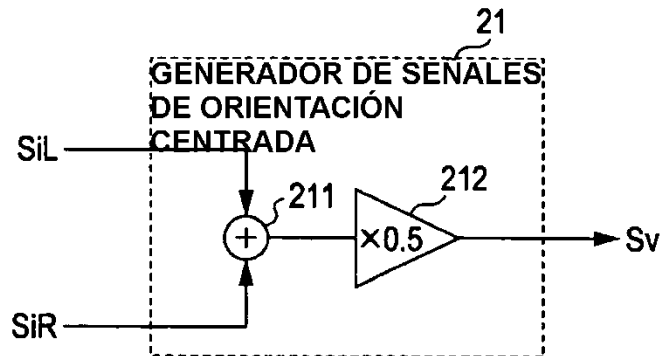 21
GENERADOR DE SEÑALES
DE ORIENTACIÓN
CENTRADA
SiL
211
212
+
×0.5
Sv
SiR